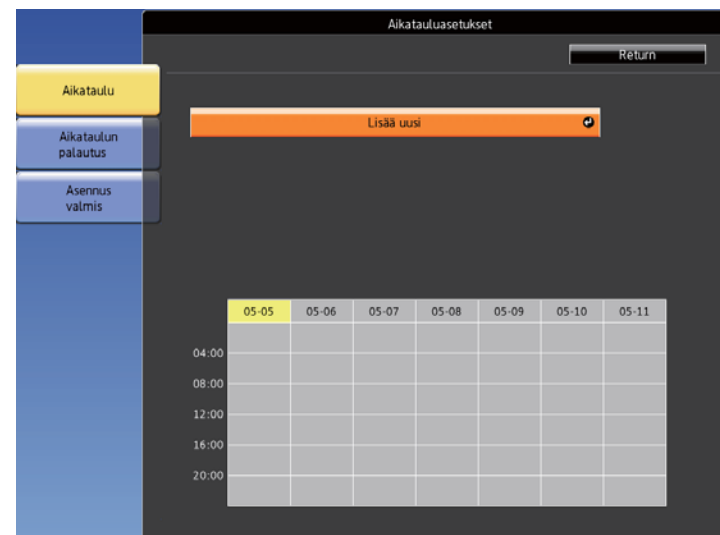 Aikatauluasetukset
Return
Aikataulu
Aikataulun
palautus
Asennus
valmis
Lisää uusi
05-05 05-06 05-07 05-08 05-09 05-10 05-11
04:00
08:00
12:00
16:00
20:00